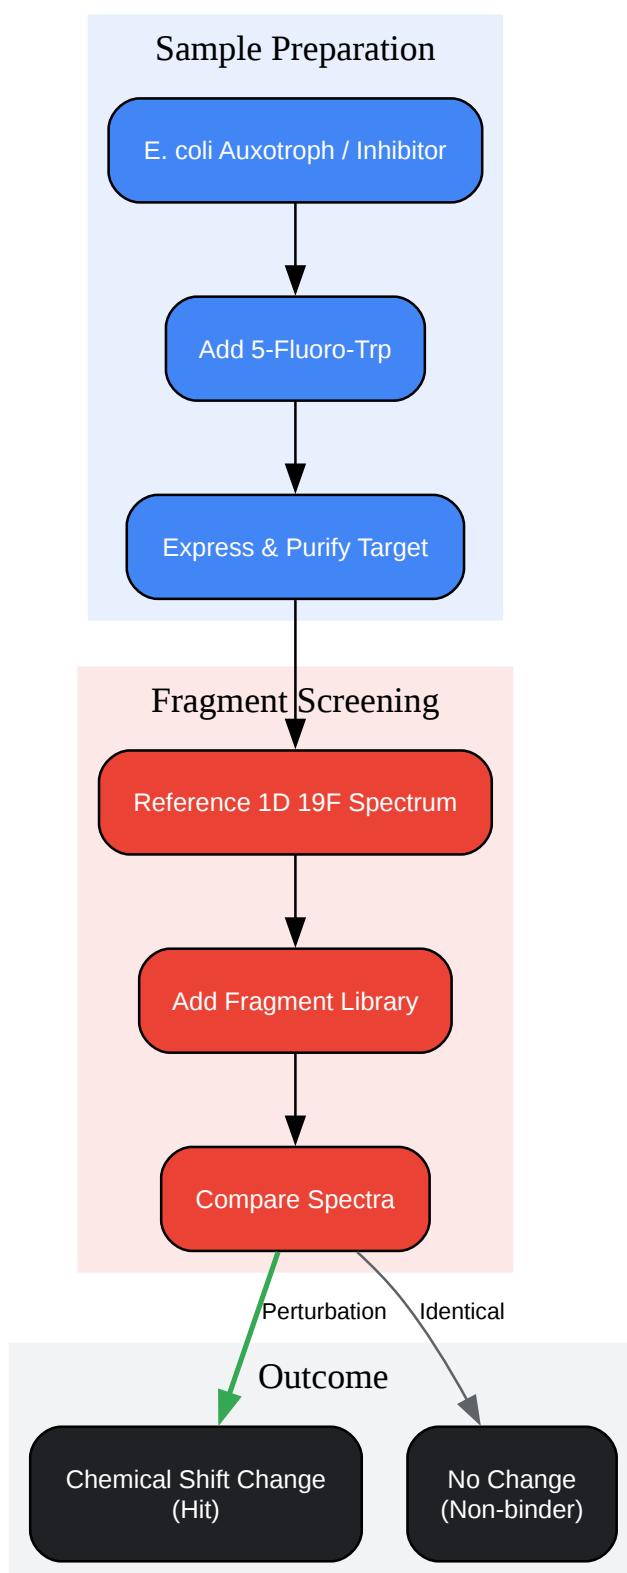 Sample Preparation
E. coli Auxotroph / Inhibitor
Add 5-Fluoro-Trp
Express & Purify Target
Fragment Screening
Reference 1D 19F Spectrum
Add Fragment Library
Compare Spectra
Perturbation
Identical
Outcome
Chemical Shift Change
(Hit)
No Change
(Non-binder)